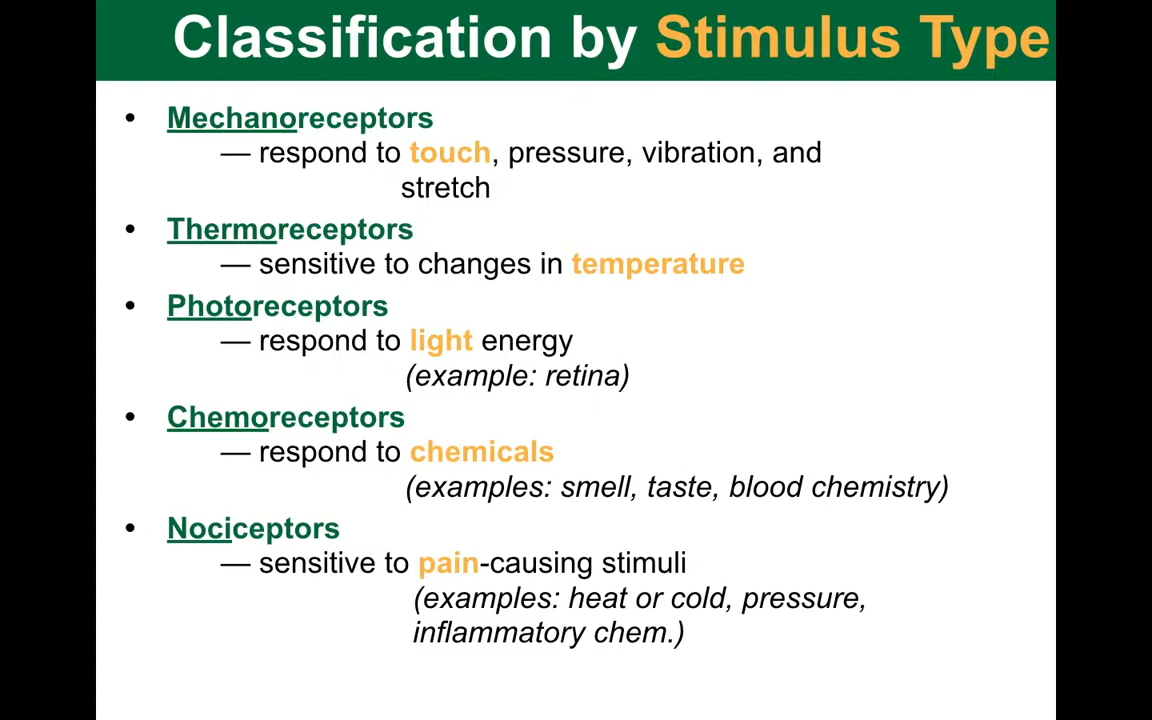 Classification by Stimulus Type
• Mechanoreceptors
— respond to touch, pressure, vibration, and
stretch
• Thermoreceptors
— sensitive to changes in temperature
• Photoreceptors
— respond to light energy
(example: retina)
• Chemoreceptors
— respond to chemicals
(examples: smell, taste, blood chemistry)
• Nociceptors
— sensitive to pain-causing stimuli
(examples: heat or cold, pressure,
inflammatory chem.)